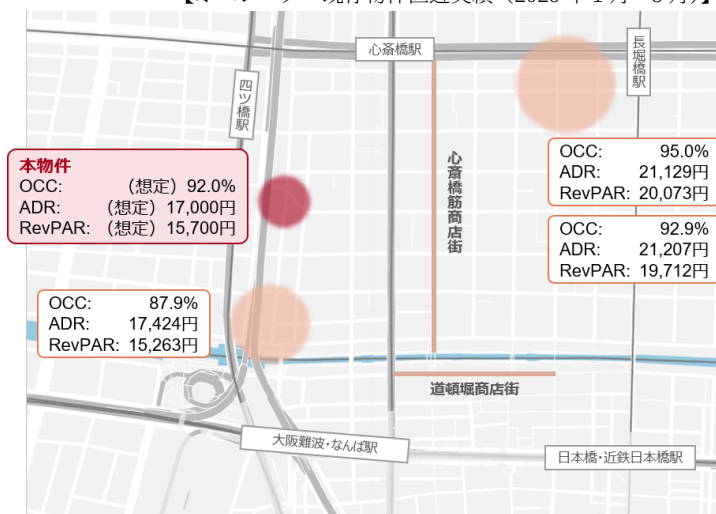 心斎橋駅
長堀橋駅
四ツ橋駅
本物件
OCC: (想定) 92.0%
ADR: (想定) 17,000円
RevPAR: (想定) 15,700円
心斎橋筋商店街
OCC: 95.0%
ADR: 21,129円
RevPAR: 20,073円
OCC: 92.9%
ADR: 21,207円
RevPAR: 19,712円
OCC: 87.9%
ADR: 17,424円
RevPAR: 15,263円
道頓堀商店街
大阪難波・なんば駅
日本橋・近鉄日本橋駅